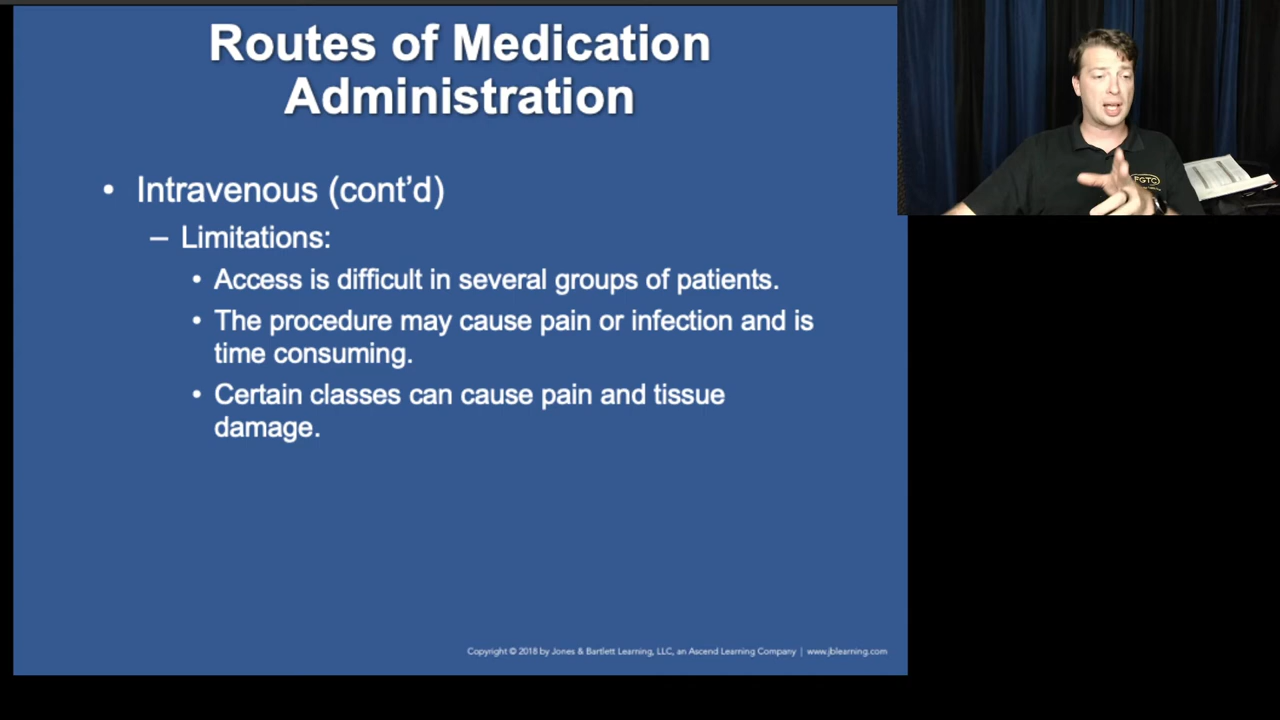 Routes of Medication
Administration
• Intravenous (cont’d)
– Limitations:
• Access is difficult in several groups of patients.
• The procedure may cause pain or infection and is
time consuming.
• Certain classes can cause pain and tissue
damage.
Copyright © 2018 by Jones & Bartlett Learning, LLC, an Ascend Learning Company | www.jblearning.com